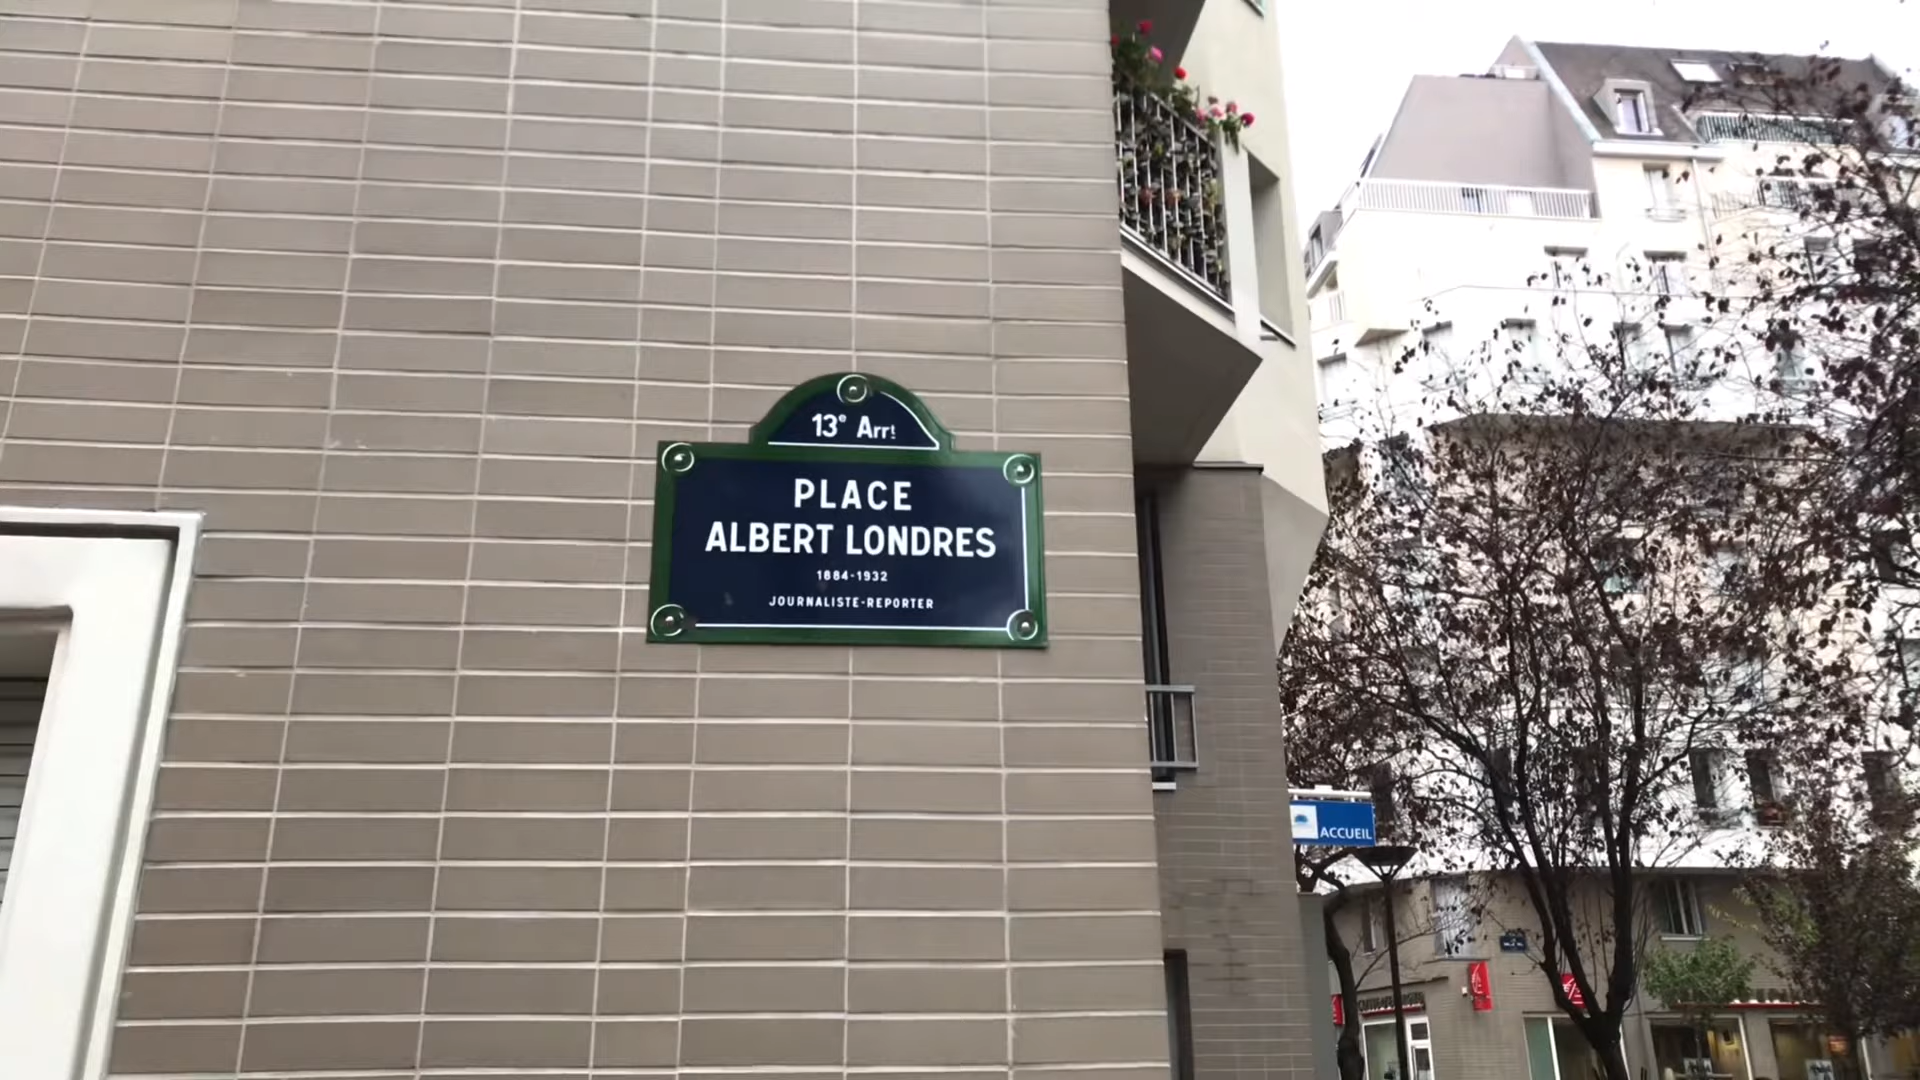 13e Arrt
PLACE
ALBERT LONDRES
1884-1932
JOURNALISTE-REPORTER
ACCUEIL